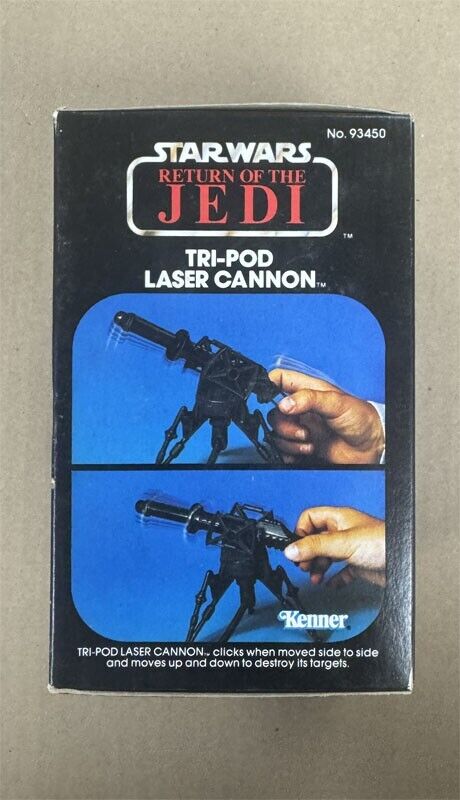 No. 93450
STAR WARS
RETURN OF THE
JEDI
TM
TRI-POD
LASER CANNON TM
Kenner
TRI-POD LASER CANNON TM clicks when moved side to side
and moves up and down to destroy its targets.